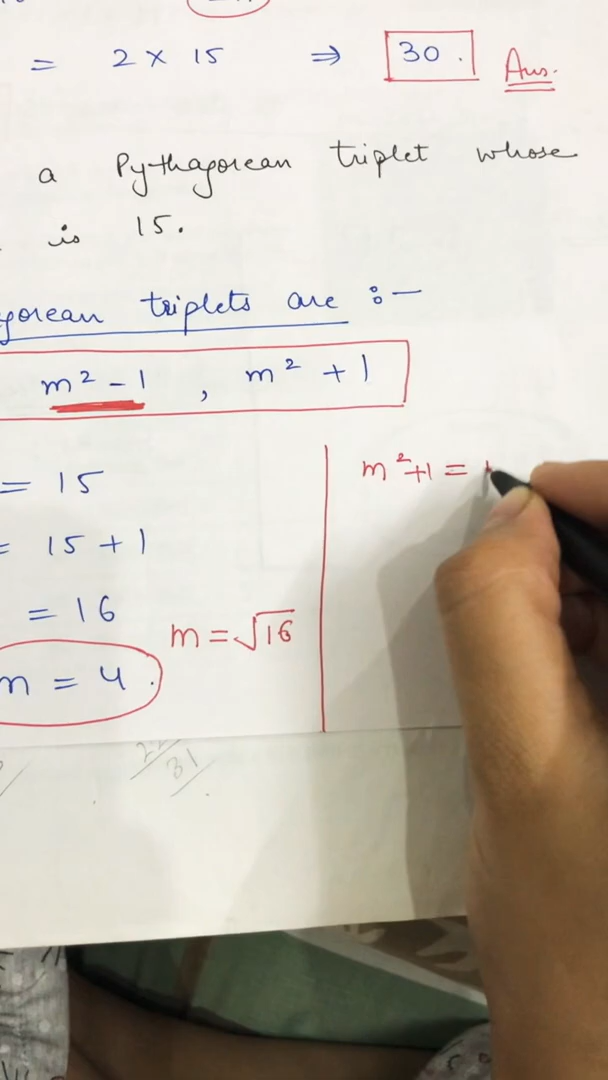 = 2 × 15 ⇒ 30. Ans.
a Pythagorean triplet whose
is 15.
triplets are :-
m² - 1 , m² + 1
= 15
= 15 + 1
= 16
m = √16
m = 4.
m²+1 =
31